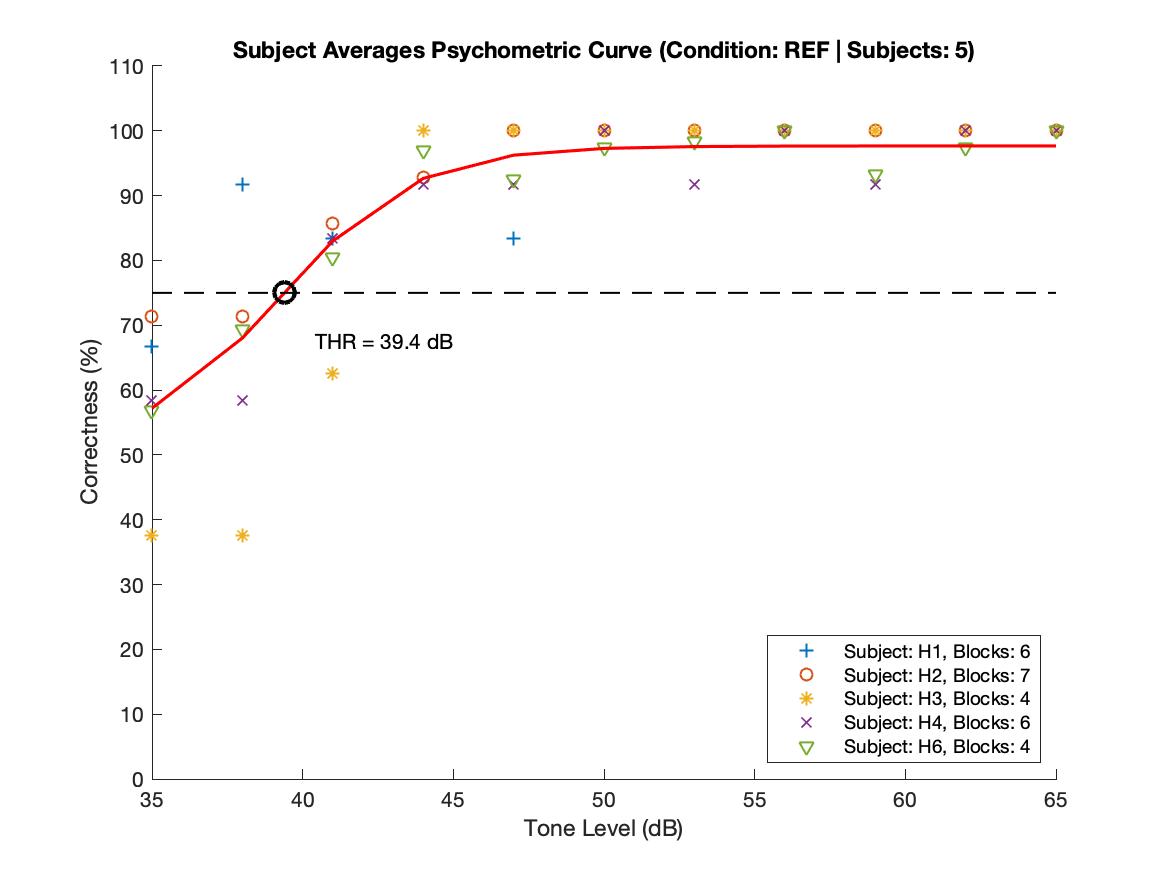 Subject Averages Psychometric Curve (Condition: REF | Subjects: 5)
110
100
90
80
70
60
50
40
30
20
10
0
Correctness (%)
THR = 39.4 dB
Subject: H1, Blocks: 6
Subject: H2, Blocks: 7
Subject: H3, Blocks: 4
Subject: H4, Blocks: 6
Subject: H6, Blocks: 4
35 40 45 50 55 60 65
Tone Level (dB)